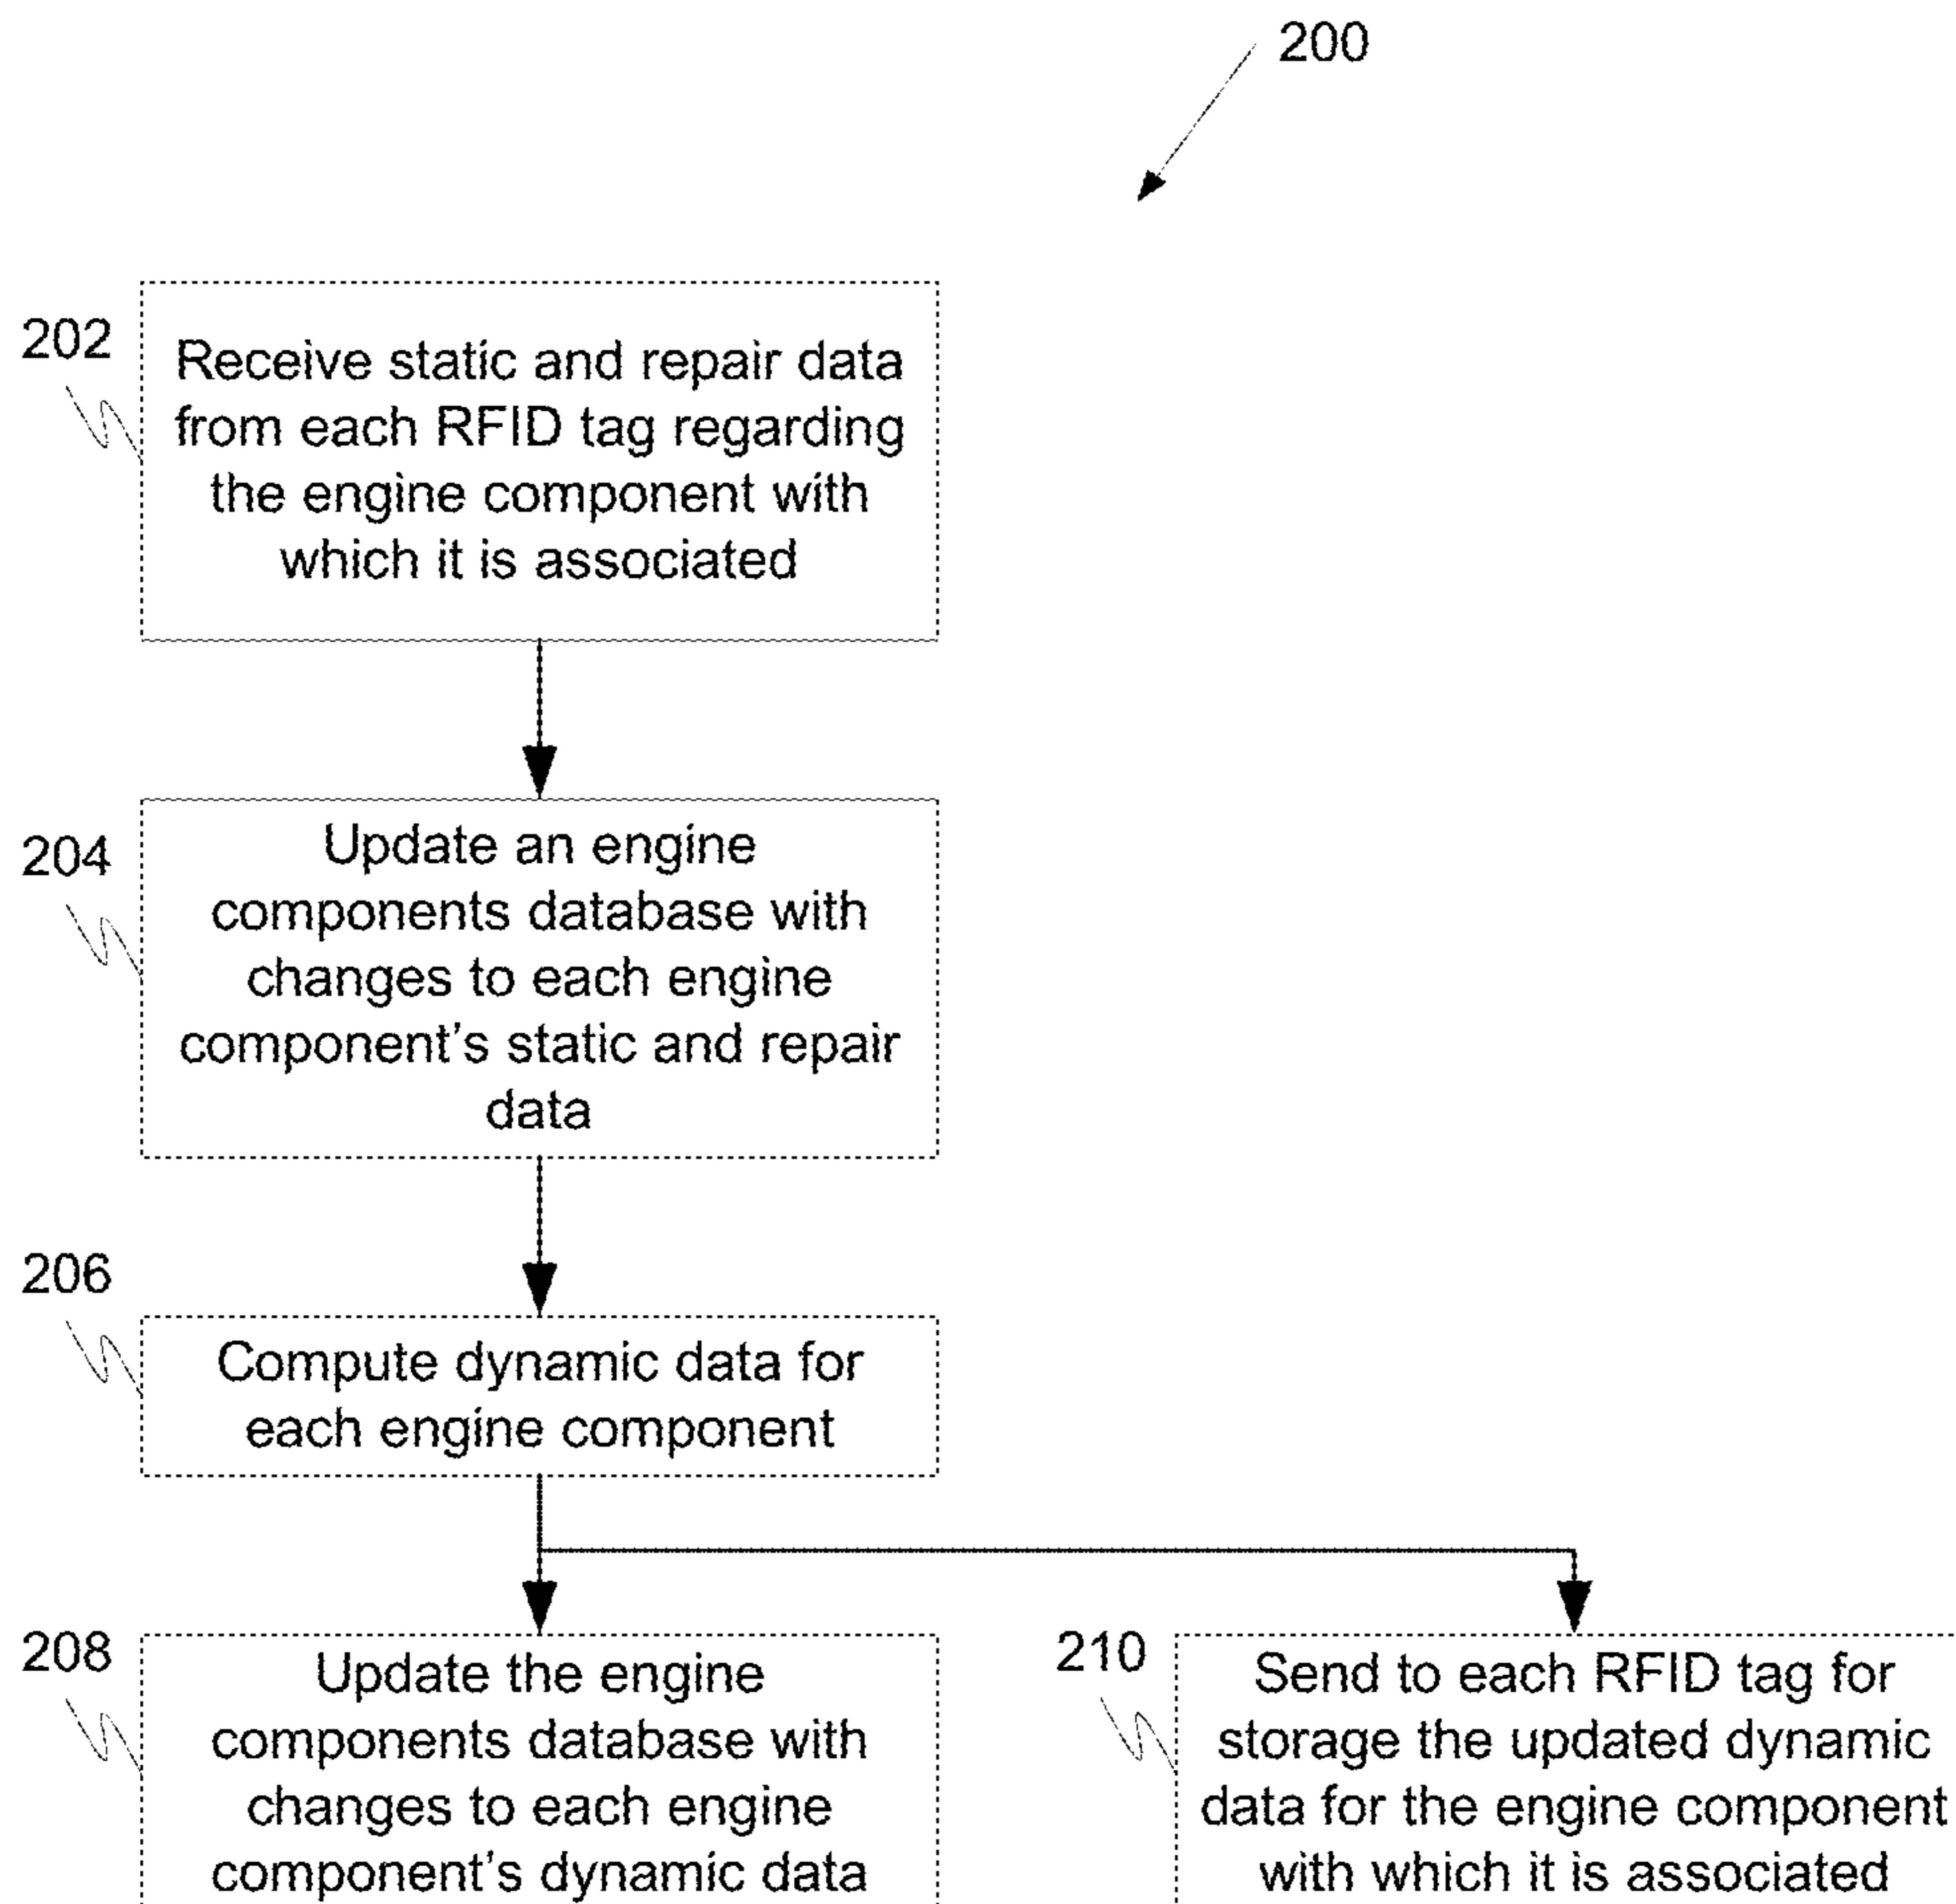 200
202
Receive static and repair data
from each RFID tag regarding
the engine component with
which it is associated
204
Update an engine
components database with
changes to each engine
component's static and repair
data
206
Compute dynamic data for
each engine component
208
Update the engine
components database with
changes to each engine
component's dynamic data
210
Send to each RFID tag for
storage the updated dynamic
data for the engine component
with which it is associated